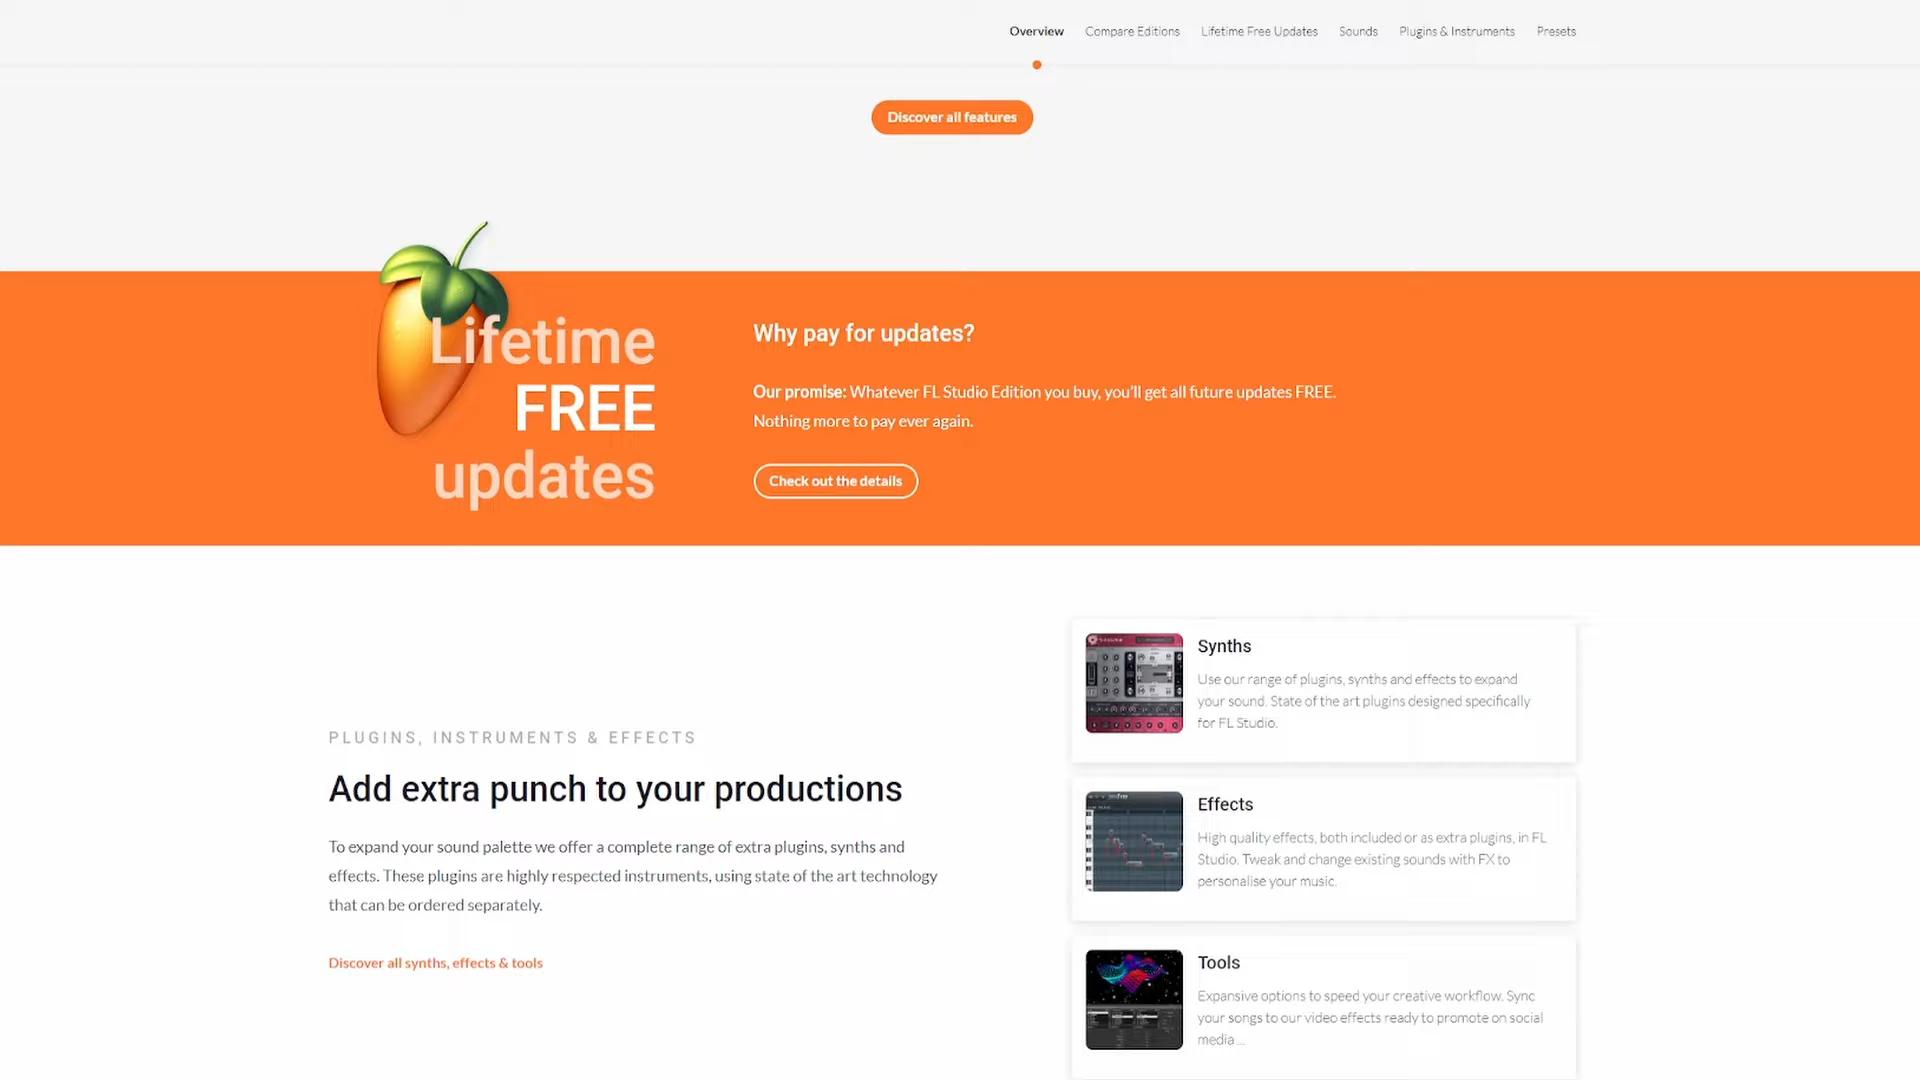 Overview Compare Editions Lifetime Free Updates Sounds Plugins & Instruments Presets
Discover all features
Lifetime
FREE
updates
Why pay for updates?
Our promise: Whatever FL Studio Edition you buy, you'll get all future updates FREE.
Nothing more to pay ever again.
Check out the details
PLUGINS, INSTRUMENTS & EFFECTS
Add extra punch to your productions
To expand your sound palette we offer a complete range of extra plugins, synths and
effects. These plugins are highly respected instruments, using state of the art technology
that can be ordered separately.
Discover all synths, effects & tools
Synths
Use our range of plugins, synths and effects to expand
your sound. State of the art plugins designed specifically
for FL Studio.
Effects
High quality effects, both included or as extra plugins, in FL
Studio. Tweak and change existing sounds with FX to
personalise your music.
Tools
Expansive options to speed your creative workflow. Sync
your songs to our video effects ready to promote on social
media ...